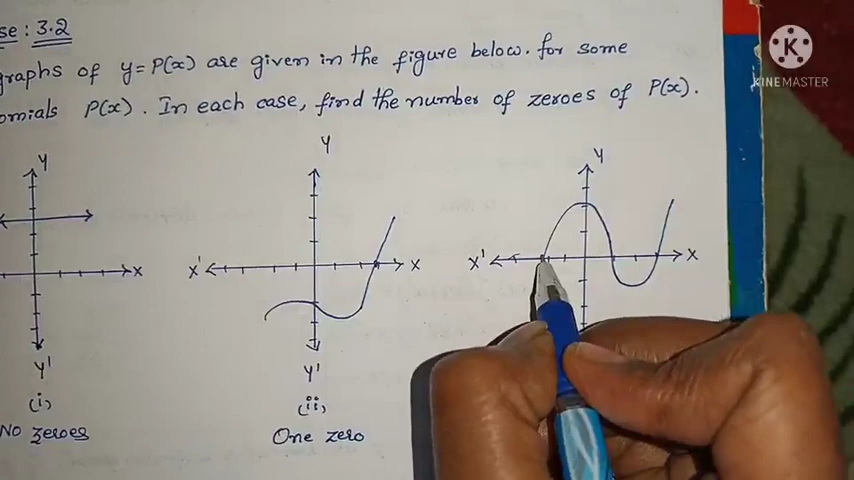 se : 3.2
graphs of y = P(x) are given in the figure below. for some
omials P(x). In each case, find the number of zeroes of P(x).
K
KINEMASTER
Y
X
Y'
(i)
No zeroes
Y
X'
X
Y'
(ii)
One zero
Y
X'
X